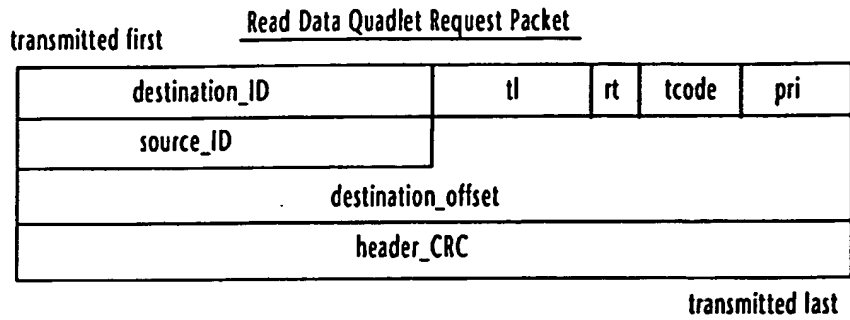 Read Data Quadlet Request Packet
transmitted first
destination_ID tl rt tcode pri
source_ID
destination_offset
header_CRC
transmitted last